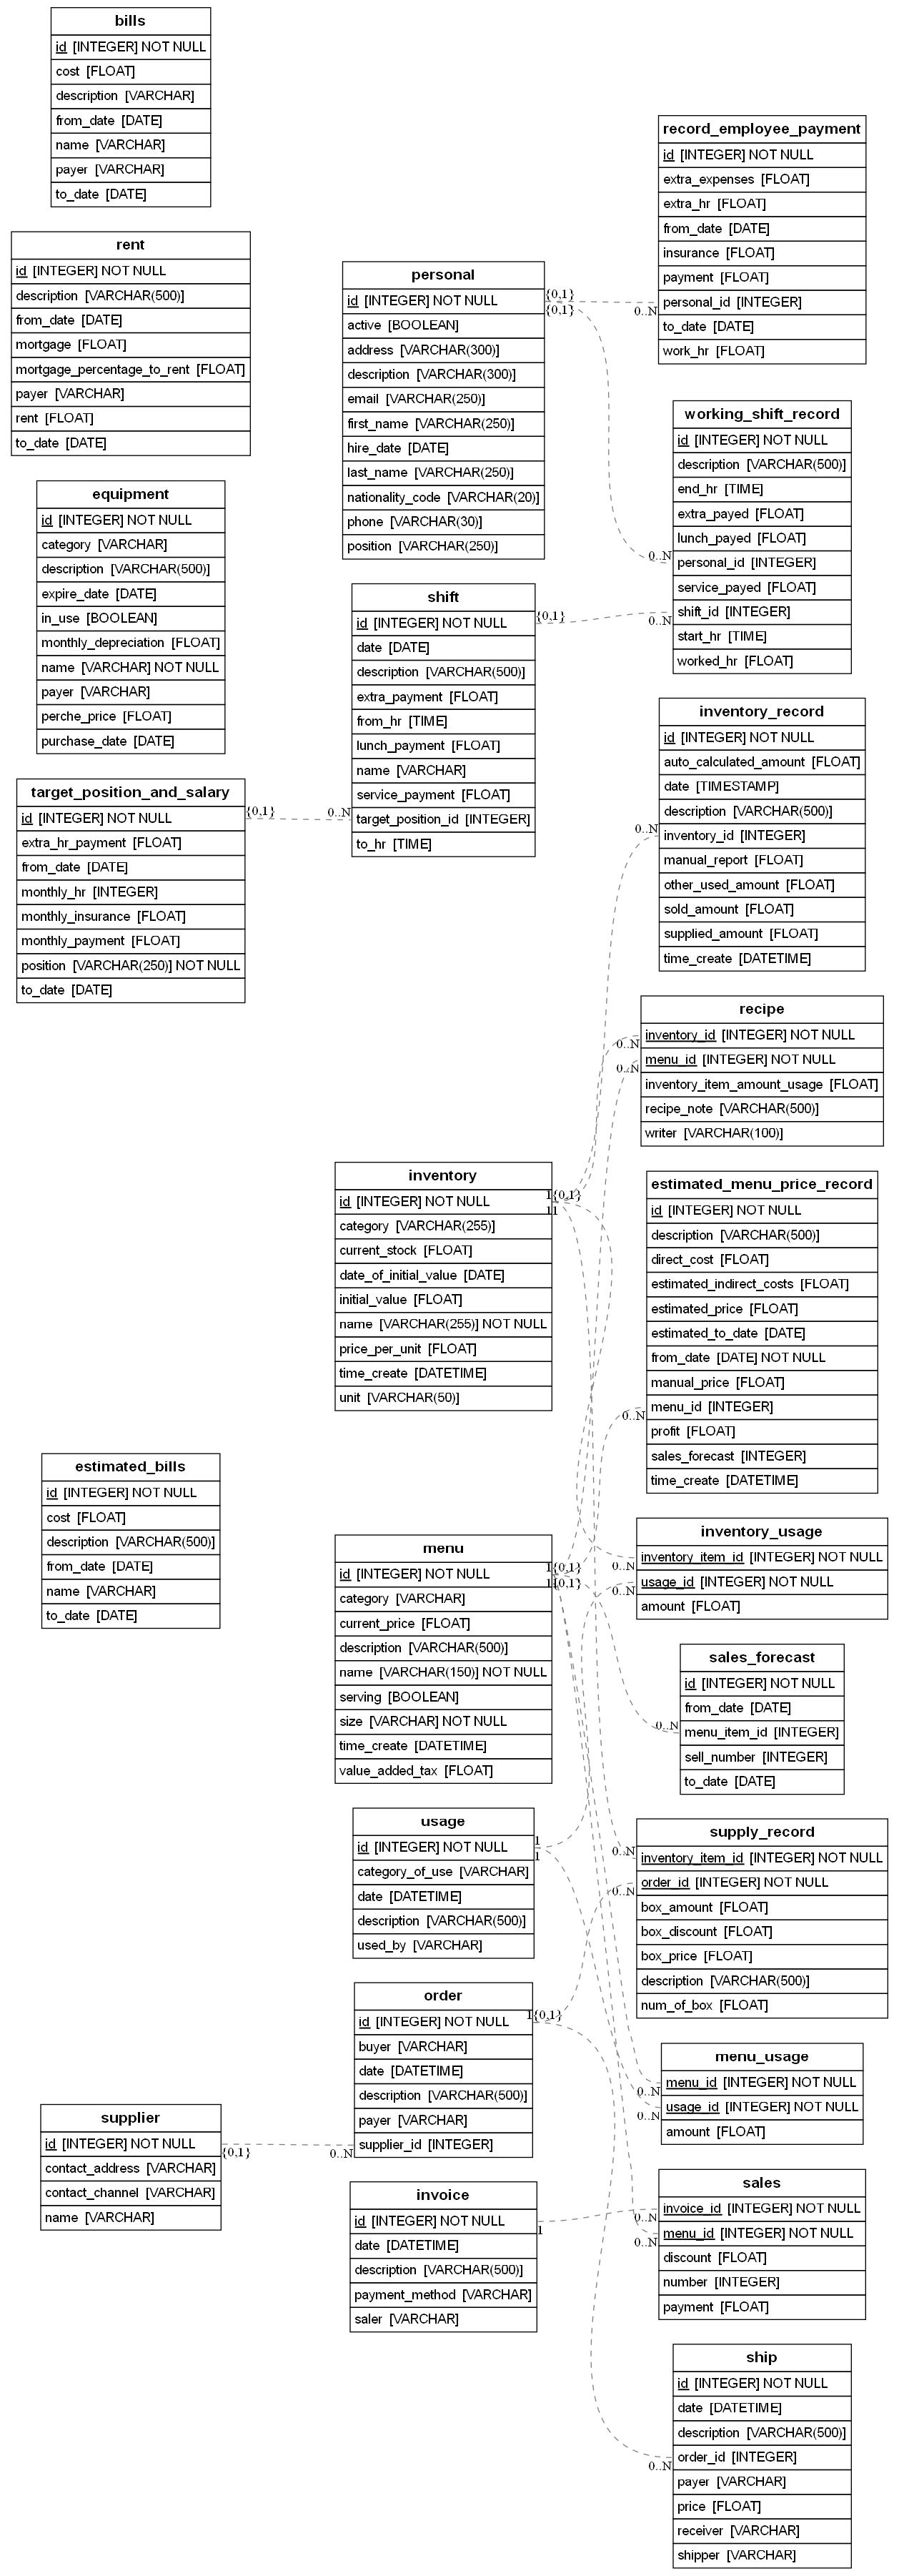 bills
id [INTEGER] NOT NULL
cost [FLOAT]
description [VARCHAR]
from_date [DATE]
name [VARCHAR]
payer [VARCHAR]
to_date [DATE]
rent
id [INTEGER] NOT NULL
description [VARCHAR(500)]
from_date [DATE]
mortgage [FLOAT]
mortgage_percentage_to_rent [FLOAT]
payer [VARCHAR]
rent [FLOAT]
to_date [DATE]
equipment
id [INTEGER] NOT NULL
category [VARCHAR]
description [VARCHAR(500)]
expire_date [DATE]
in_use [BOOLEAN]
monthly_depreciation [FLOAT]
name [VARCHAR] NOT NULL
payer [VARCHAR]
perche_price [FLOAT]
purchase_date [DATE]
target_position_and_salary
id [INTEGER] NOT NULL
extra_hr_payment [FLOAT]
from_date [DATE]
monthly_hr [INTEGER]
monthly_insurance [FLOAT]
monthly_payment [FLOAT]
position [VARCHAR(250)] NOT NULL
to_date [DATE]
{0,1}
0..N
estimated_bills
id [INTEGER] NOT NULL
cost [FLOAT]
description [VARCHAR(500)]
from_date [DATE]
name [VARCHAR]
to_date [DATE]
supplier
id [INTEGER] NOT NULL
contact_address [VARCHAR]
contact_channel [VARCHAR]
name [VARCHAR]
{0,1}
0..N
personal
id [INTEGER] NOT NULL
active [BOOLEAN]
address [VARCHAR(300)]
description [VARCHAR(300)]
email [VARCHAR(250)]
first_name [VARCHAR(250)]
hire_date [DATE]
last_name [VARCHAR(250)]
nationality_code [VARCHAR(20)]
phone [VARCHAR(30)]
position [VARCHAR(250)]
{0,1}
{0,1}
shift
id [INTEGER] NOT NULL
date [DATE]
description [VARCHAR(500)]
extra_payment [FLOAT]
from_hr [TIME]
lunch_payment [FLOAT]
name [VARCHAR]
service_payment [FLOAT]
target_position_id [INTEGER]
to_hr [TIME]
{0,1}
inventory
id [INTEGER] NOT NULL
category [VARCHAR(255)]
current_stock [FLOAT]
date_of_initial_value [DATE]
initial_value [FLOAT]
name [VARCHAR(255)] NOT NULL
price_per_unit [FLOAT]
time_create [DATETIME]
unit [VARCHAR(50)]
1{0,1}
11
menu
id [INTEGER] NOT NULL
category [VARCHAR]
current_price [FLOAT]
description [VARCHAR(500)]
name [VARCHAR(150)] NOT NULL
serving [BOOLEAN]
size [VARCHAR] NOT NULL
time_create [DATETIME]
value_added_tax [FLOAT]
1{0,1}
1{0,1}
usage
id [INTEGER] NOT NULL
category_of_use [VARCHAR]
date [DATETIME]
description [VARCHAR(500)]
used_by [VARCHAR]
1
1
order
id [INTEGER] NOT NULL
buyer [VARCHAR]
date [DATETIME]
description [VARCHAR(500)]
payer [VARCHAR]
supplier_id [INTEGER]
1{0,1}
invoice
id [INTEGER] NOT NULL
date [DATETIME]
description [VARCHAR(500)]
payment_method [VARCHAR]
saler [VARCHAR]
1
record_employee_payment
id [INTEGER] NOT NULL
extra_expenses [FLOAT]
extra_hr [FLOAT]
from_date [DATE]
insurance [FLOAT]
payment [FLOAT]
personal_id [INTEGER]
to_date [DATE]
work_hr [FLOAT]
0..N
working_shift_record
id [INTEGER] NOT NULL
description [VARCHAR(500)]
end_hr [TIME]
extra_payed [FLOAT]
lunch_payed [FLOAT]
personal_id [INTEGER]
service_payed [FLOAT]
shift_id [INTEGER]
start_hr [TIME]
worked_hr [FLOAT]
0..N
0..N
inventory_record
id [INTEGER] NOT NULL
auto_calculated_amount [FLOAT]
date [TIMESTAMP]
description [VARCHAR(500)]
inventory_id [INTEGER]
manual_report [FLOAT]
other_used_amount [FLOAT]
sold_amount [FLOAT]
supplied_amount [FLOAT]
time_create [DATETIME]
0..N
recipe
inventory_id [INTEGER] NOT NULL
menu_id [INTEGER] NOT NULL
inventory_item_amount_usage [FLOAT]
recipe_note [VARCHAR(500)]
writer [VARCHAR(100)]
0..N
0..N
estimated_menu_price_record
id [INTEGER] NOT NULL
description [VARCHAR(500)]
direct_cost [FLOAT]
estimated_indirect_costs [FLOAT]
estimated_price [FLOAT]
estimated_to_date [DATE]
from_date [DATE] NOT NULL
manual_price [FLOAT]
menu_id [INTEGER]
profit [FLOAT]
sales_forecast [INTEGER]
time_create [DATETIME]
0..N
inventory_usage
inventory_item_id [INTEGER] NOT NULL
usage_id [INTEGER] NOT NULL
amount [FLOAT]
0..N
0..N
sales_forecast
id [INTEGER] NOT NULL
from_date [DATE]
menu_item_id [INTEGER]
sell_number [INTEGER]
to_date [DATE]
0..N
supply_record
inventory_item_id [INTEGER] NOT NULL
order_id [INTEGER] NOT NULL
box_amount [FLOAT]
box_discount [FLOAT]
box_price [FLOAT]
description [VARCHAR(500)]
num_of_box [FLOAT]
0..N
0..N
menu_usage
menu_id [INTEGER] NOT NULL
usage_id [INTEGER] NOT NULL
amount [FLOAT]
0..N
0..N
sales
invoice_id [INTEGER] NOT NULL
menu_id [INTEGER] NOT NULL
discount [FLOAT]
number [INTEGER]
payment [FLOAT]
0..N
0..N
ship
id [INTEGER] NOT NULL
date [DATETIME]
description [VARCHAR(500)]
order_id [INTEGER]
payer [VARCHAR]
price [FLOAT]
receiver [VARCHAR]
shipper [VARCHAR]
0..N